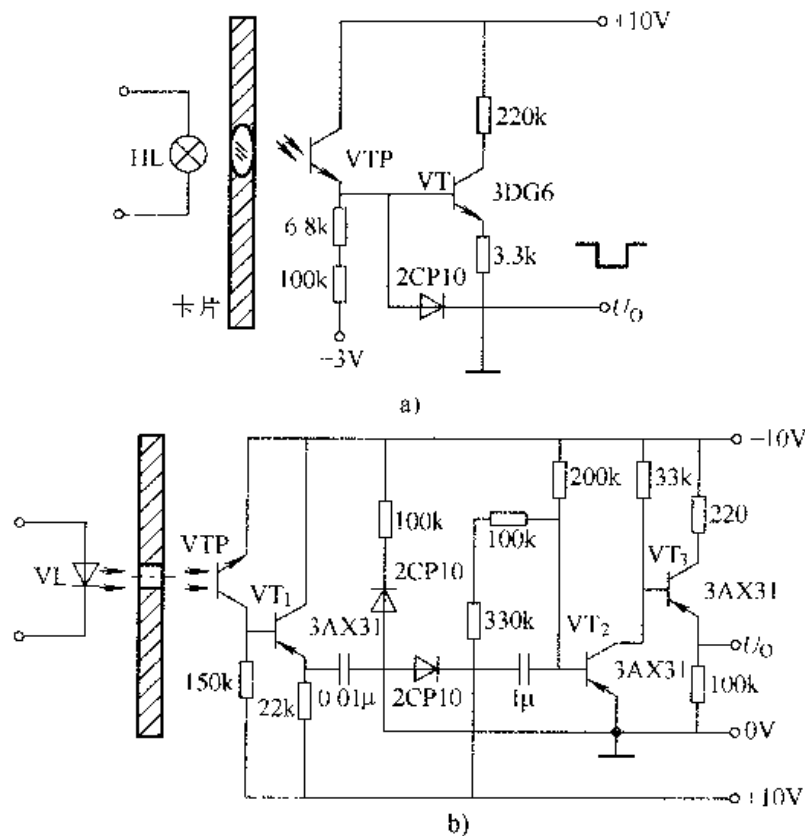 +10V
HL
VTP
220k
VT
3DG6
6.8k
3.3k
100k
2CP10
卡片
UO
−3V
a)
−10V
200k
33k
100k
100k
220
VTP
VL
2CP10
VT3
VT1
3AX31
3AX31
330k
VT2
UO
150k
0.01μ
2CP10
1μ
3AX31
100k
22k
0V
+10V
b)